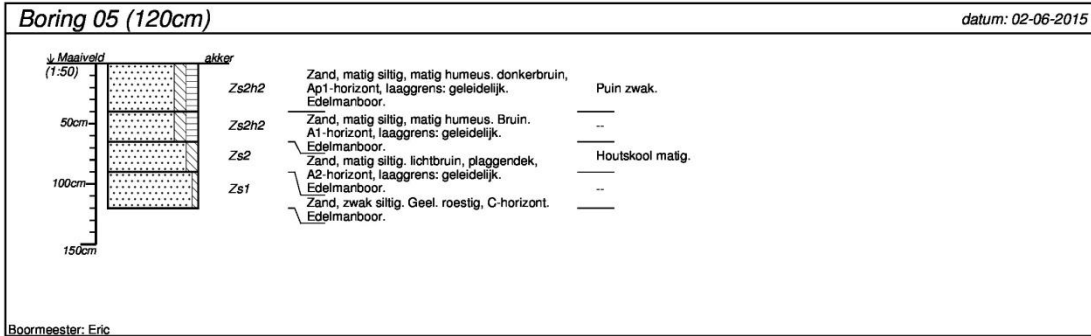 Boring 05 (120cm)
datum: 02-06-2015
↓ Maaiveld
akker
(1:50)
Zs2h2
Zand, matig siltig, matig humeus. donkerbruin,
Ap1-horizont, laaggrens: geleidelijk.
Edelmanboor.
Puin zwak.
50cm
Zs2h2
Zand, matig siltig, matig humeus. Bruin.
A1-horizont, laaggrens: geleidelijk.
Edelmanboor.
--
Zs2
Zand, matig siltig. lichtbruin, plaggendek,
A2-horizont, laaggrens: geleidelijk.
Edelmanboor.
Houtskool matig.
100cm
Zs1
Zand, zwak siltig. Geel. roestig, C-horizont.
Edelmanboor.
--
150cm
Boormeester: Eric